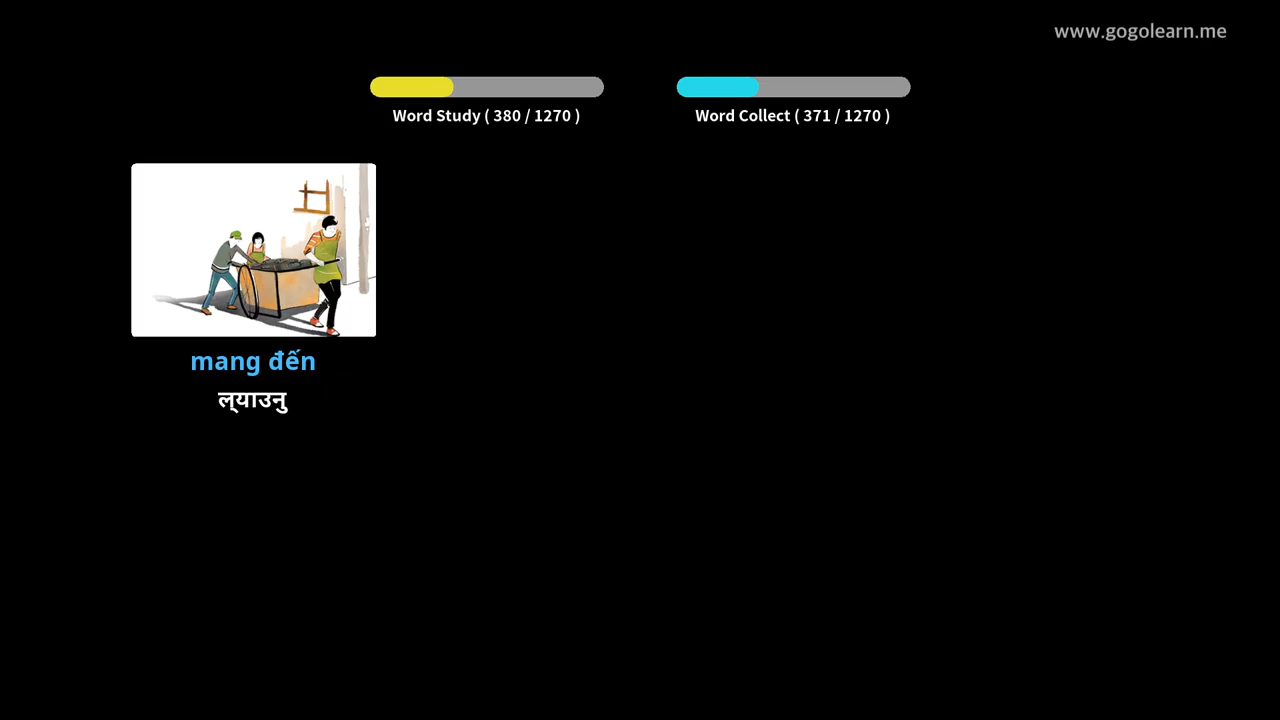 www.gogolearn.me
Word Study ( 380 / 1270 )
Word Collect ( 371 / 1270 )
mang đến
ल्याउनु